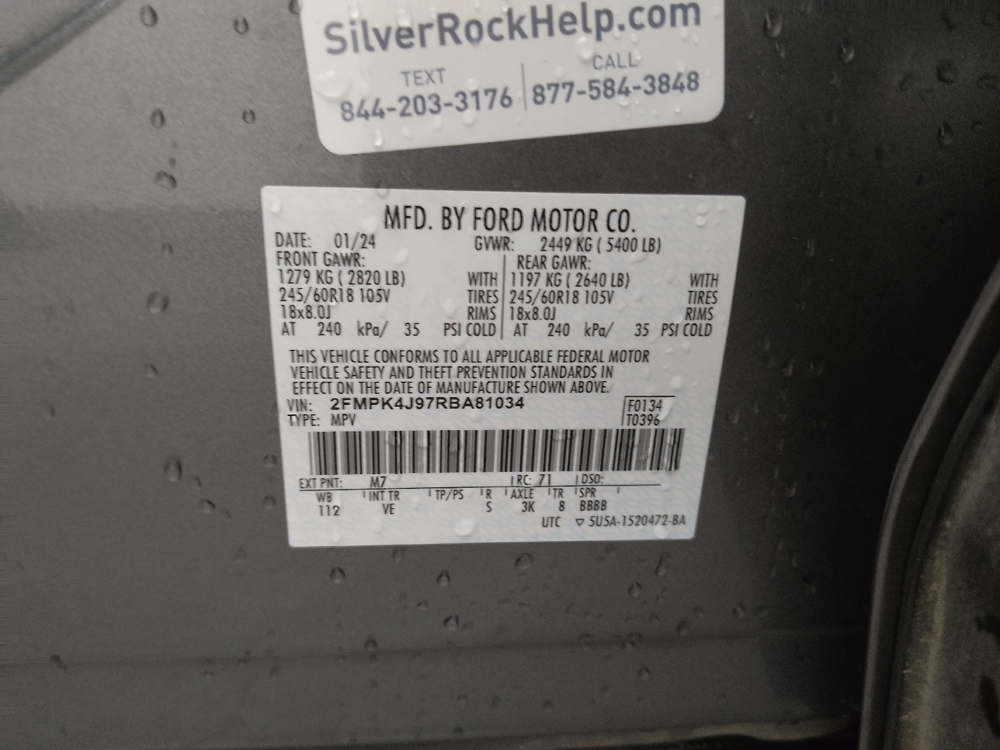 SilverRockHelp.com
TEXT CALL
844-203-3176 877-584-3848
MFD. BY FORD MOTOR CO.
DATE: 01/24 GVWR: 2449 KG ( 5400 LB)
FRONT GAWR: REAR GAWR:
1279 KG ( 2820 LB) WITH 1197 KG ( 2640 LB) WITH
245/60R18 105V TIRES 245/60R18 105V TIRES
18x8.0J RIMS 18x8.0J RIMS
AT 240 kPa/ 35 PSI COLD AT 240 kPa/ 35 PSI COLD
THIS VEHICLE CONFORMS TO ALL APPLICABLE FEDERAL MOTOR
VEHICLE SAFETY AND THEFT PREVENTION STANDARDS IN
EFFECT ON THE DATE OF MANUFACTURE SHOWN ABOVE.
VIN: 2FMPK4J97RBA81034 F0134
TYPE: MPV T0396
EXT PNT: M7 RC: 71 DSO:
WB INT TR TP/PS R AXLE TR SPR
112 VE S 3K 8 BBBB
UTC ▽ 5U5A-1520472-BA